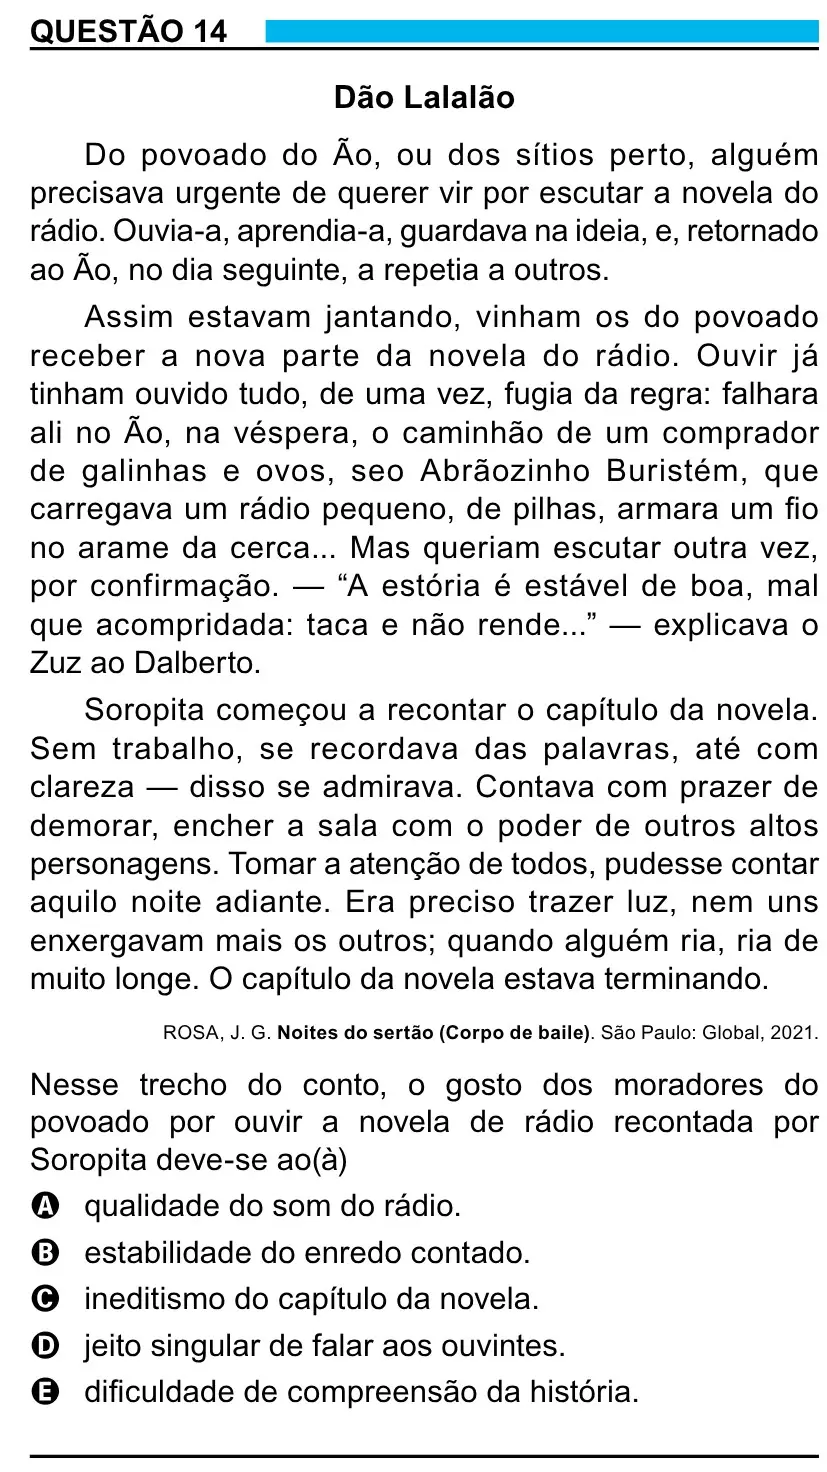 QUESTÃO 14
Dão Lalalão
Do povoado do Ão, ou dos sítios perto, alguém
precisava urgente de querer vir por escutar a novela do
rádio. Ouvia-a, aprendia-a, guardava na ideia, e, retornado
ao Ão, no dia seguinte, a repetia a outros.
Assim estavam jantando, vinham os do povoado
receber a nova parte da novela do rádio. Ouvir já
tinham ouvido tudo, de uma vez, fugia da regra: falhara
ali no Ão, na véspera, o caminhão de um comprador
de galinhas e ovos, seo Abrãozinho Buristém, que
carregava um rádio pequeno, de pilhas, armara um fio
no arame da cerca... Mas queriam escutar outra vez,
por confirmação. — “A estória é estável de boa, mal
que acompridada: taca e não rende...” — explicava o
Zuz ao Dalberto.
Soropita começou a recontar o capítulo da novela.
Sem trabalho, se recordava das palavras, até com
clareza — disso se admirava. Contava com prazer de
demorar, encher a sala com o poder de outros altos
personagens. Tomar a atenção de todos, pudesse contar
aquilo noite adiante. Era preciso trazer luz, nem uns
enxergavam mais os outros; quando alguém ria, ria de
muito longe. O capítulo da novela estava terminando.
ROSA, J. G. Noites do sertão (Corpo de baile). São Paulo: Global, 2021.
Nesse trecho do conto, o gosto dos moradores do
povoado por ouvir a novela de rádio recontada por
Soropita deve-se ao(à)
A qualidade do som do rádio.
B estabilidade do enredo contado.
C ineditismo do capítulo da novela.
D jeito singular de falar aos ouvintes.
E dificuldade de compreensão da história.